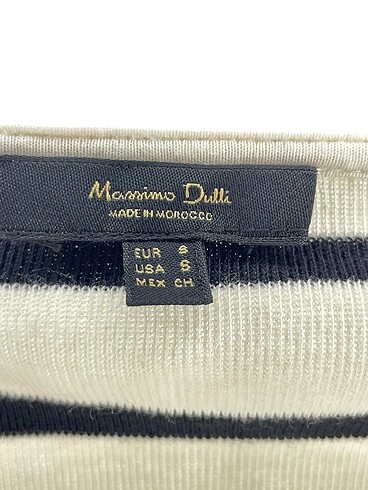 Massimo Dutti
MADE IN MOROCCO
EUR S
USA S
MEX CH